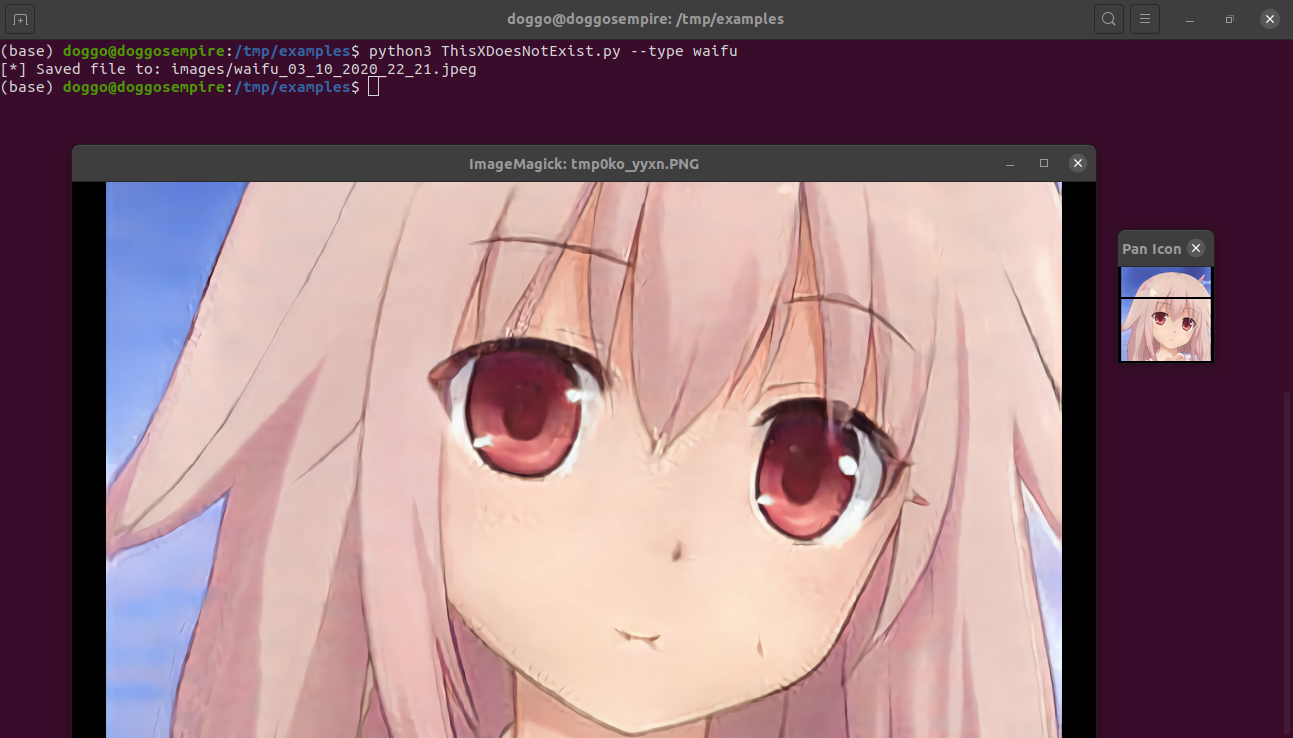 doggo@doggosempire: /tmp/examples
(base) doggo@doggosempire:/tmp/examples$ python3 ThisXDoesNotExist.py --type waifu
[*] Saved file to: images/waifu_03_10_2020_22_21.jpeg
(base) doggo@doggosempire:/tmp/examples$
ImageMagick: tmp0ko_yyxn.PNG
Pan Icon